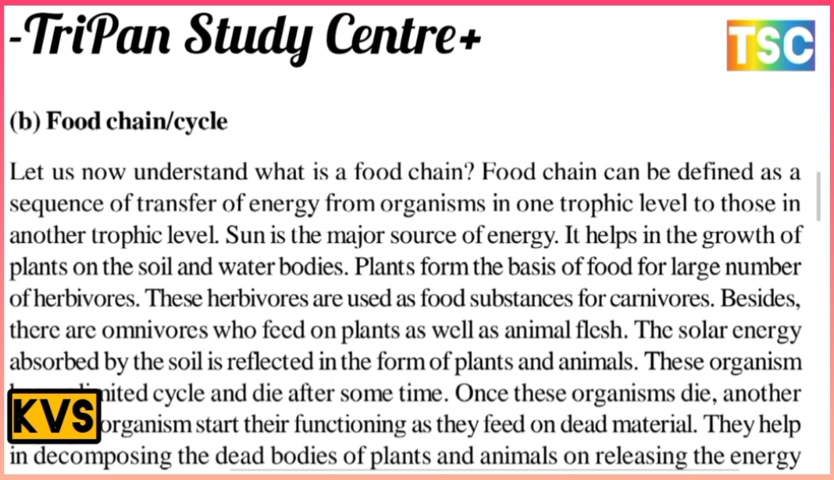 -TriPan Study Centre+
TSC
(b) Food chain/cycle
Let us now understand what is a food chain? Food chain can be defined as a
sequence of transfer of energy from organisms in one trophic level to those in
another trophic level. Sun is the major source of energy. It helps in the growth of
plants on the soil and water bodies. Plants form the basis of food for large number
of herbivores. These herbivores are used as food substances for carnivores. Besides,
there are omnivores who feed on plants as well as animal flesh. The solar energy
absorbed by the soil is reflected in the form of plants and animals. These organism
cycle and die after some time. Once these organisms die, another
KVS
organism start their functioning as they feed on dead material. They help
in decomposing the dead bodies of plants and animals on releasing the energy